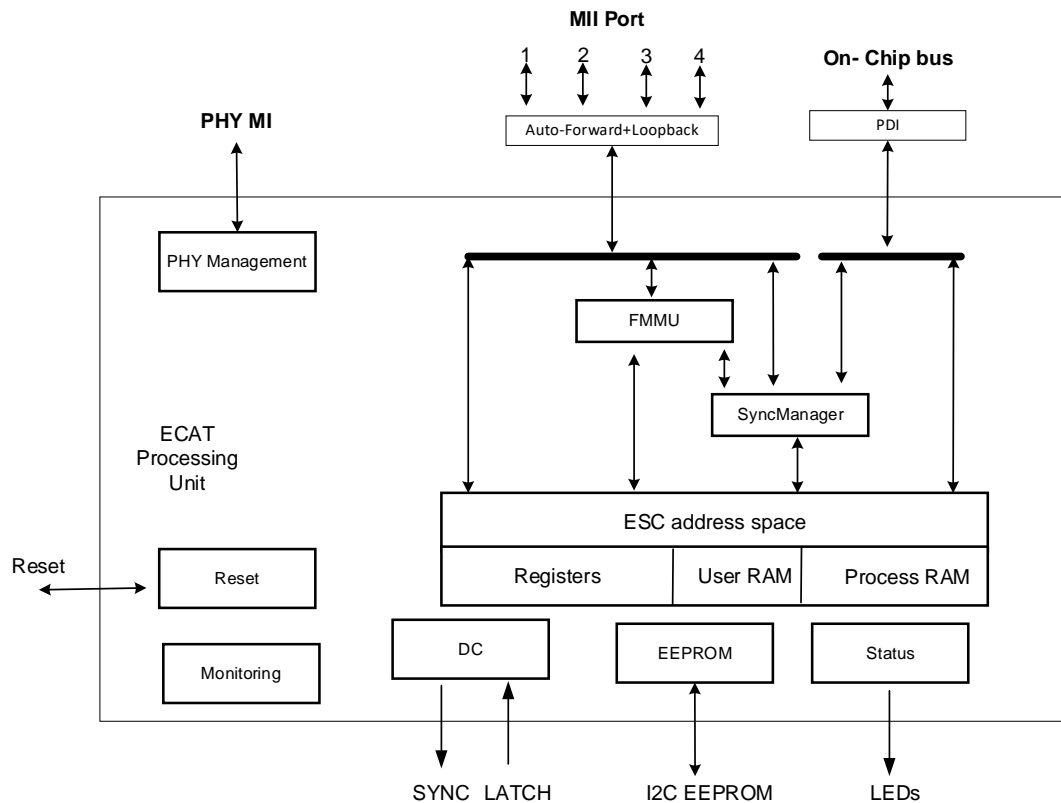 MII Port
1 2 3 4
On- Chip bus
PHY MI
Auto-Forward+Loopback
PDI
PHY Management
FMMU
SyncManager
ECAT
Processing
Unit
ESC address space
Reset
Reset
Registers
User RAM
Process RAM
DC
EEPROM
Status
Monitoring
SYNC
LATCH
I2C EEPROM
LEDs